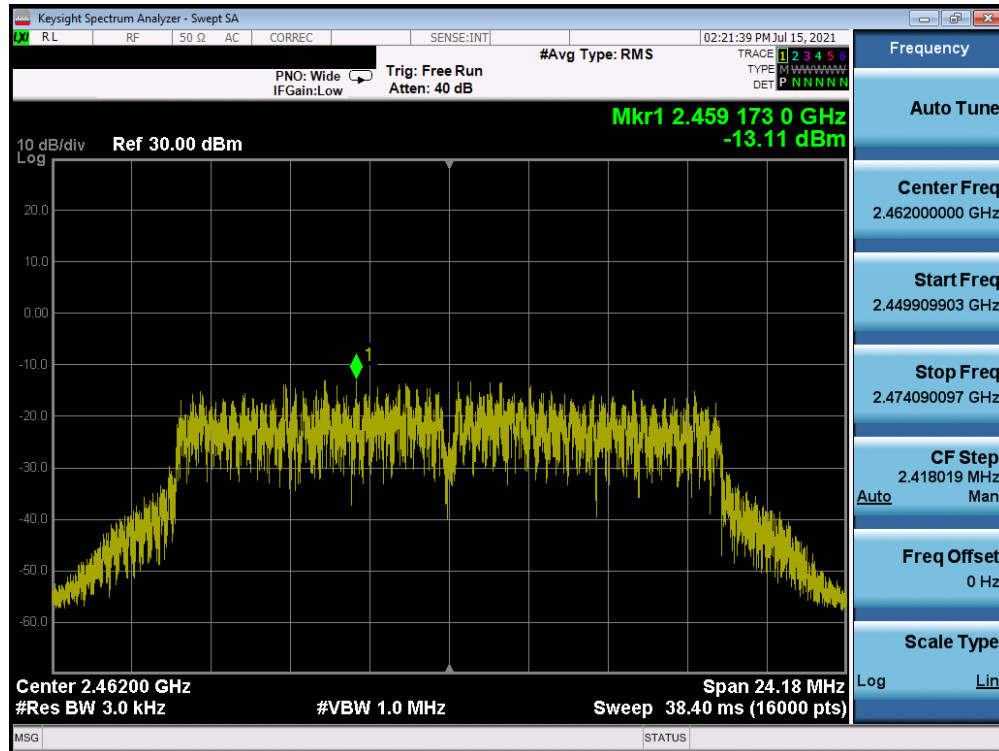 Keysight Spectrum Analyzer - Swept SA
LXI RL RF 50 Ω AC CORREC SENSE:INT 02:21:39 PM Jul 15, 2021
#Avg Type: RMS
TRACE 1 2 3 4 5 6
TYPE M WWWWW
DET P N N N N N
PNO: Wide
IFGain:Low
Trig: Free Run
Atten: 40 dB
Mkr1 2.459 173 0 GHz
-13.11 dBm
10 dB/div Ref 30.00 dBm
Log
20.0
10.0
0.00
1
-10.0
-20.0
-30.0
-40.0
-50.0
-60.0
Center 2.46200 GHz Span 24.18 MHz
#Res BW 3.0 kHz #VBW 1.0 MHz Sweep 38.40 ms (16000 pts)
MSG STATUS
Frequency
Auto Tune
Center Freq
2.462000000 GHz
Start Freq
2.449909903 GHz
Stop Freq
2.474090097 GHz
CF Step
2.418019 MHz
Auto Man
Freq Offset
0 Hz
Scale Type
Log Lin